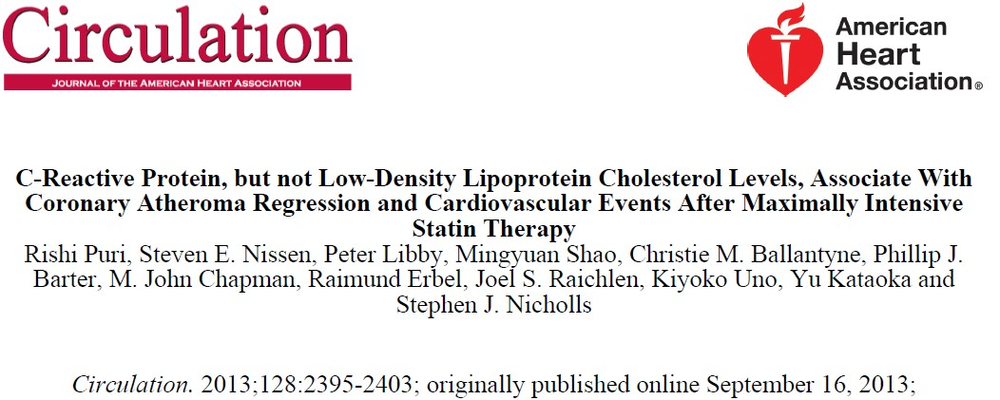 Circulation
JOURNAL OF THE AMERICAN HEART ASSOCIATION
American
Heart
Association®
C-Reactive Protein, but not Low-Density Lipoprotein Cholesterol Levels, Associate With
Coronary Atheroma Regression and Cardiovascular Events After Maximally Intensive
Statin Therapy
Rishi Puri, Steven E. Nissen, Peter Libby, Mingyuan Shao, Christie M. Ballantyne, Phillip J.
Barter, M. John Chapman, Raimund Erbel, Joel S. Raichlen, Kiyoko Uno, Yu Kataoka and
Stephen J. Nicholls
Circulation. 2013;128:2395-2403; originally published online September 16, 2013;